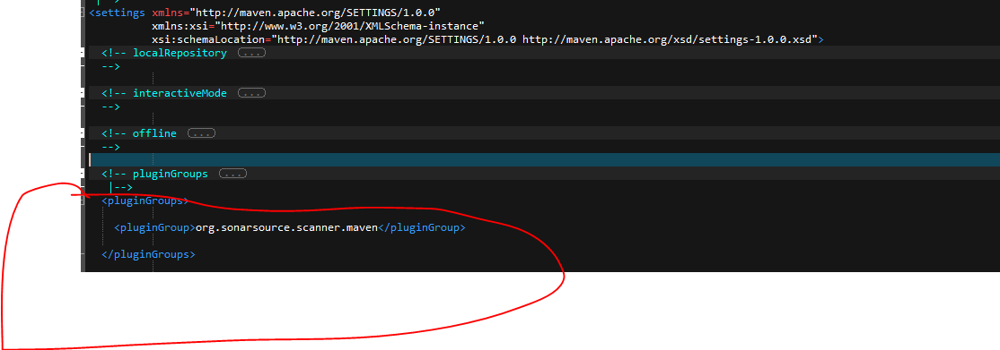 <settings xmlns="http://maven.apache.org/SETTINGS/1.0.0"
xmlns:xsi="http://www.w3.org/2001/XMLSchema-instance"
xsi:schemaLocation="http://maven.apache.org/SETTINGS/1.0.0 http://maven.apache.org/xsd/settings-1.0.0.xsd">
<!-- localRepository ...
-->
<!-- interactiveMode ...
-->
<!-- offline ...
-->
<!-- pluginGroups ...
|-->
<pluginGroups>
<pluginGroup>org.sonarsource.scanner.maven</pluginGroup>
</pluginGroups>